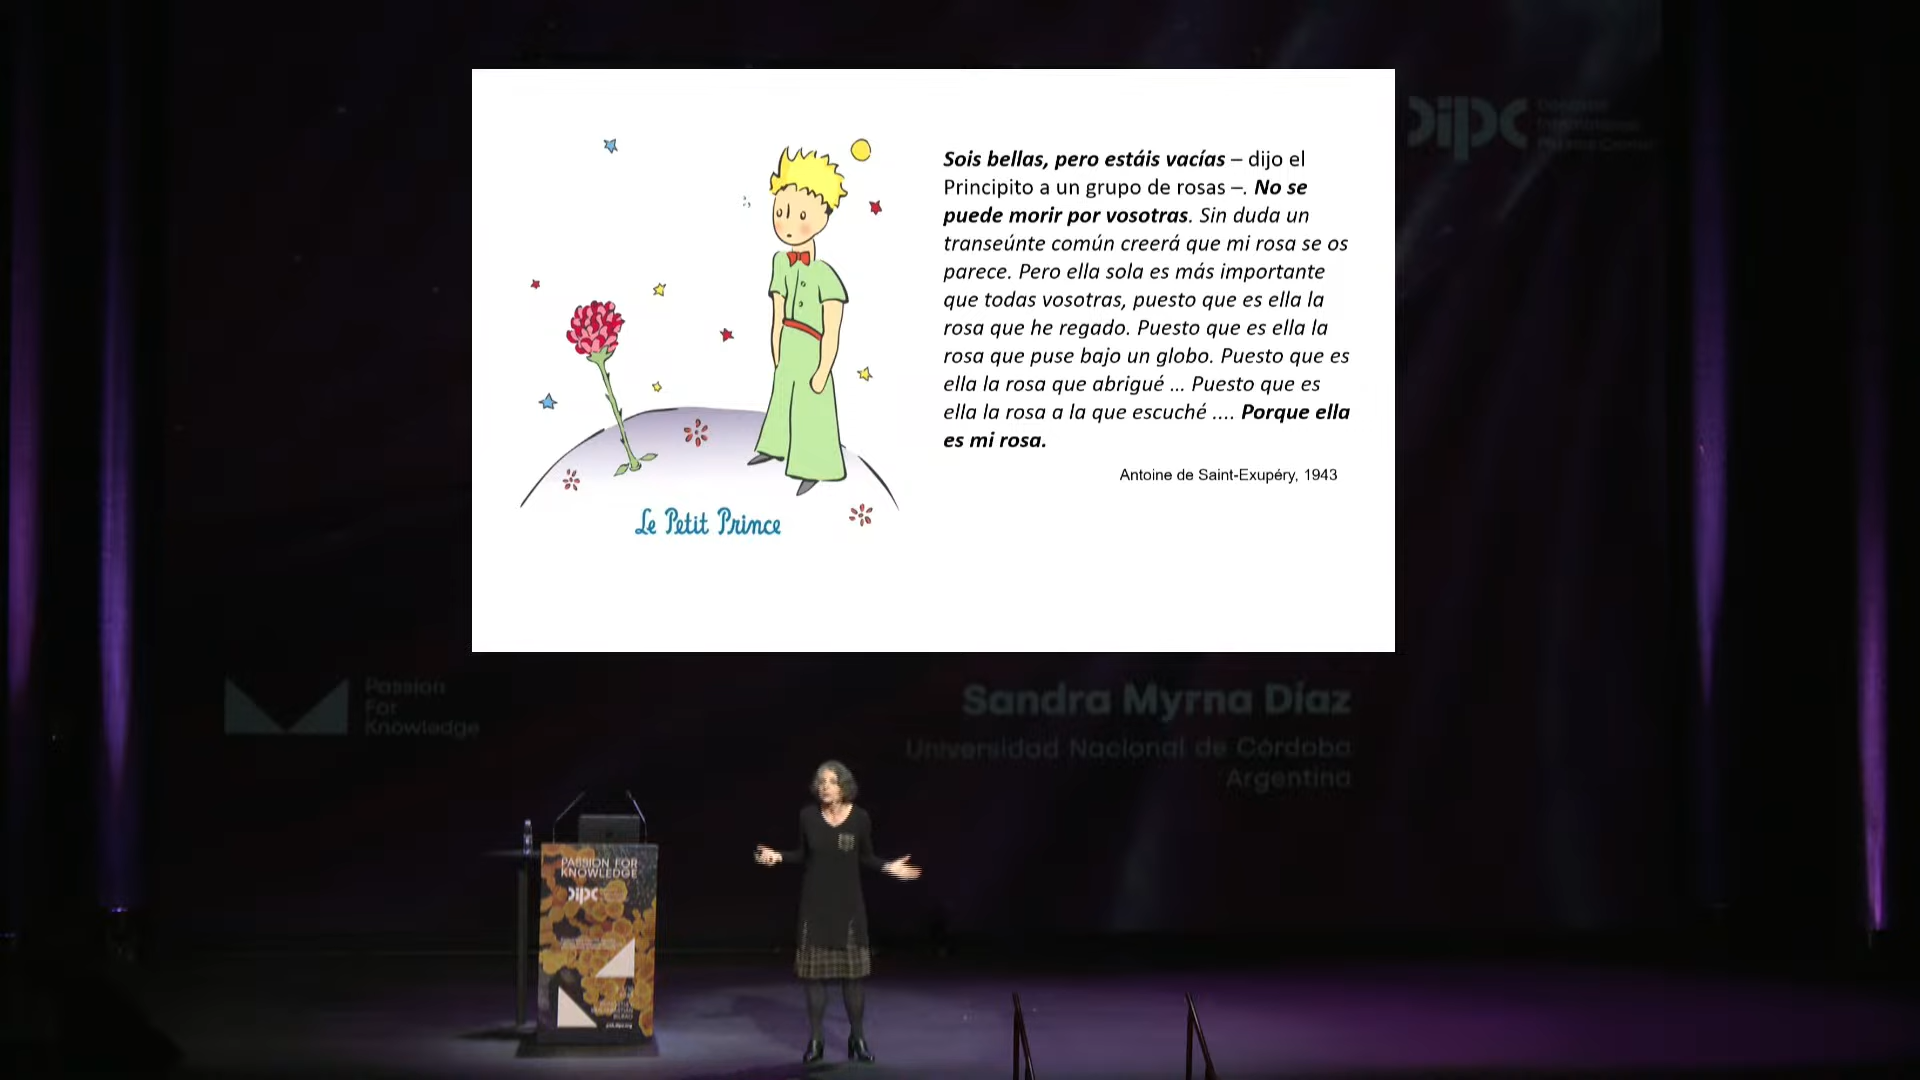 Sois bellas, pero estáis vacías – dijo el
Principito a un grupo de rosas –. No se
puede morir por vosotras. Sin duda un
transeúnte común creerá que mi rosa se os
parece. Pero ella sola es más importante
que todas vosotras, puesto que es ella la
rosa que he regado. Puesto que es ella la
rosa que puse bajo un globo. Puesto que es
ella la rosa que abrigué ... Puesto que es
ella la rosa a la que escuché .... Porque ella
es mi rosa.
Antoine de Saint-Exupéry, 1943
Le Petit Prince
dipc
Passion
For
Knowledge
Sandra Myrna Díaz
Universidad Nacional de Córdoba
Argentina
PASSION FOR
KNOWLEDGE
dipc